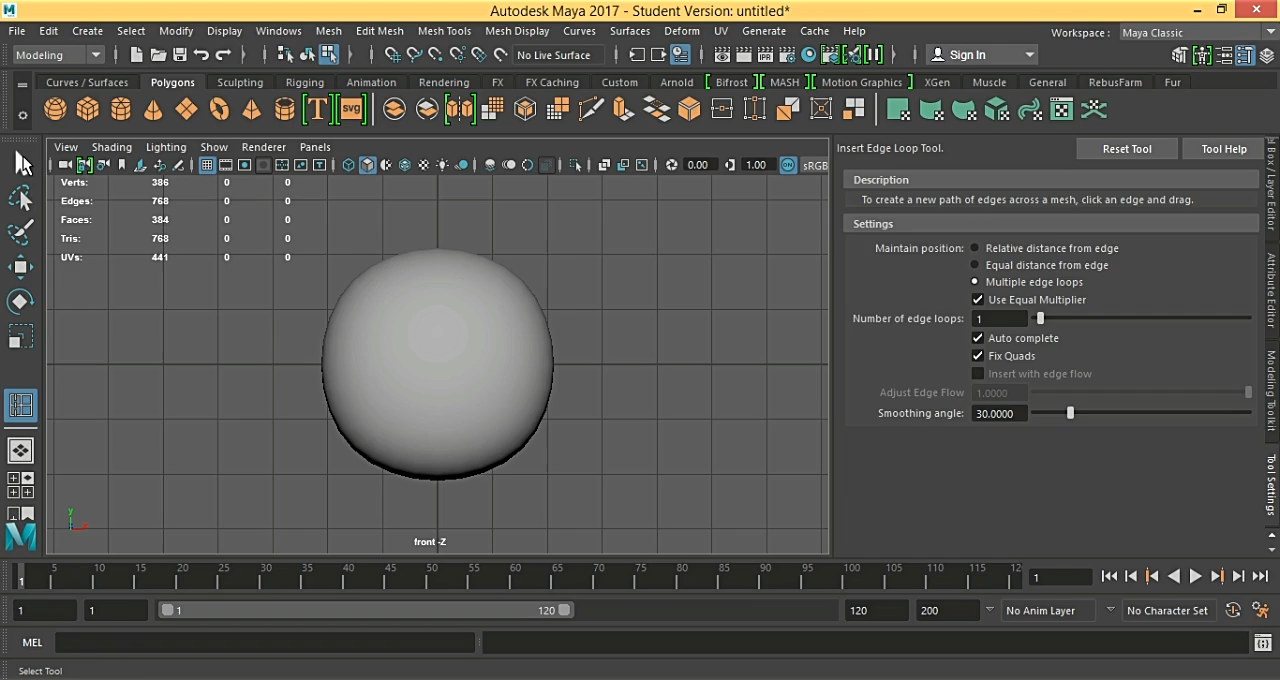 Autodesk Maya 2017 - Student Version: untitled*
File Edit Create Select Modify Display Windows Mesh Edit Mesh Mesh Tools Mesh Display Curves Surfaces Deform UV Generate Cache Help Workspace : Maya Classic
Modeling No Live Surface Sign In
Curves / Surfaces Polygons Sculpting Rigging Animation Rendering FX FX Caching Custom Arnold Bifrost MASH Motion Graphics XGen Muscle General RebusFarm Fur
T svg
View Shading Lighting Show Renderer Panels
0.00 1.00 ON sRGB
Verts: 386 0 0
Edges: 768 0 0
Faces: 384 0 0
Tris: 768 0 0
UVs: 441 0 0
y
x
front -Z
Insert Edge Loop Tool. Reset Tool Tool Help
Description
To create a new path of edges across a mesh, click an edge and drag.
Settings
Maintain position: Relative distance from edge
Equal distance from edge
Multiple edge loops
Use Equal Multiplier
Number of edge loops: 1
Auto complete
Fix Quads
Insert with edge flow
Adjust Edge Flow 1.0000
Smoothing angle: 30.0000
Box / Layer Editor
Attribute Editor
Modeling Toolkit
Tool Settings
1 5 10 15 20 25 30 35 40 45 50 55 60 65 70 75 80 85 90 95 100 105 110 115 12 1
1 1 1 120 120 200 No Anim Layer No Character Set
MEL
Select Tool